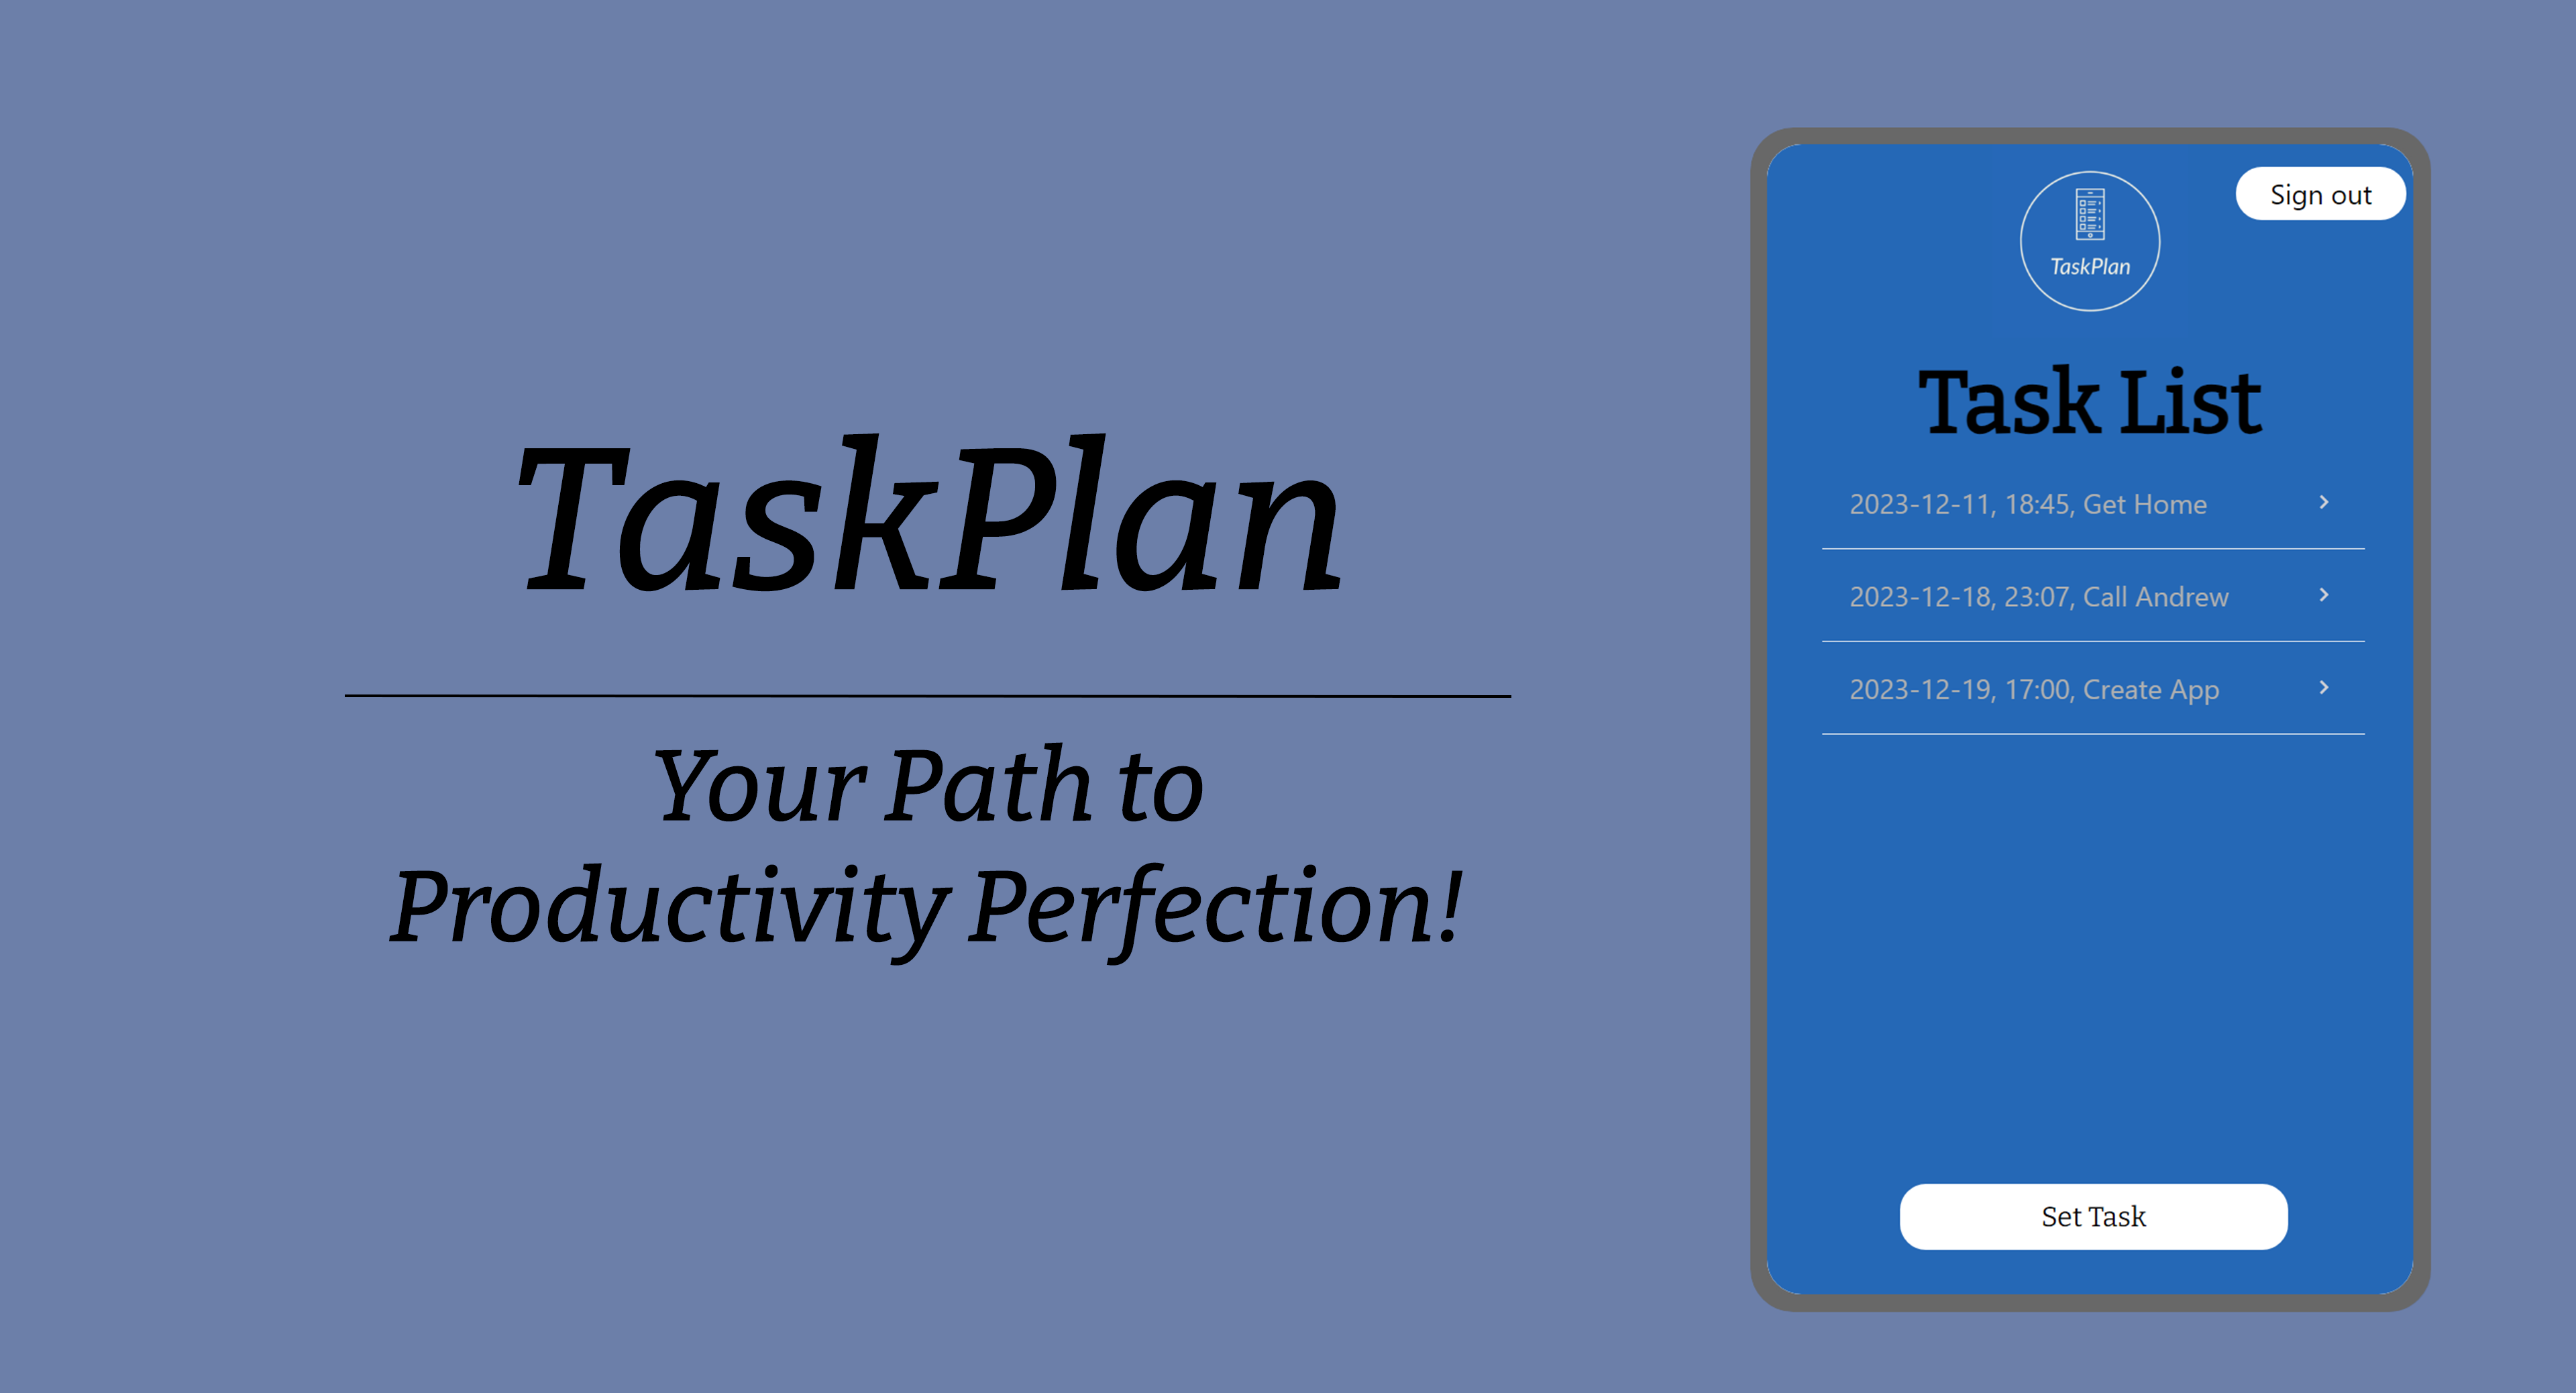 TaskPlan
Your Path to
Productivity Perfection!
Sign out
TaskPlan
Task List
2023-12-11, 18:45, Get Home
2023-12-18, 23:07, Call Andrew
2023-12-19, 17:00, Create App
Set Task